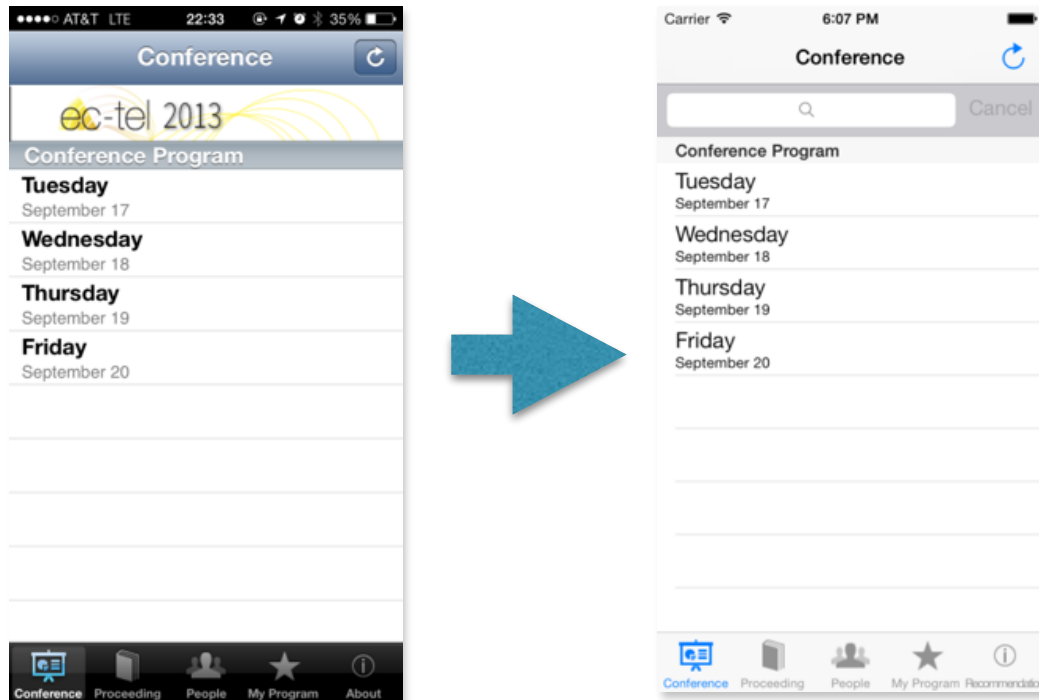 ●●●●○ AT&T LTE 22:33 35%
Conference
ec-tel 2013
Conference Program
Tuesday
September 17
Wednesday
September 18
Thursday
September 19
Friday
September 20
Conference Proceeding People My Program About
Carrier 6:07 PM
Conference
Cancel
Conference Program
Tuesday
September 17
Wednesday
September 18
Thursday
September 19
Friday
September 20
Conference Proceeding People My Program Recommendatio